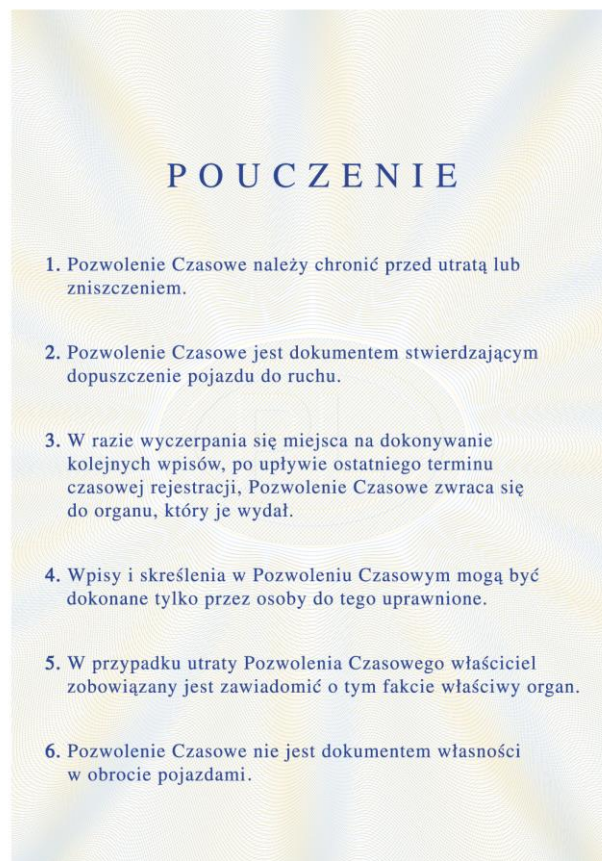 POUCZENIE
1. Pozwolenie Czasowe należy chronić przed utratą lub
zniszczeniem.
2. Pozwolenie Czasowe jest dokumentem stwierdzającym
dopuszczenie pojazdu do ruchu.
3. W razie wyczerpania się miejsca na dokonywanie
kolejnych wpisów, po upływie ostatniego terminu
czasowej rejestracji, Pozwolenie Czasowe zwraca się
do organu, który je wydał.
4. Wpisy i skreślenia w Pozwoleniu Czasowym mogą być
dokonane tylko przez osoby do tego uprawnione.
5. W przypadku utraty Pozwolenia Czasowego właściciel
zobowiązany jest zawiadomić o tym fakcie właściwy organ.
6. Pozwolenie Czasowe nie jest dokumentem własności
w obrocie pojazdami.